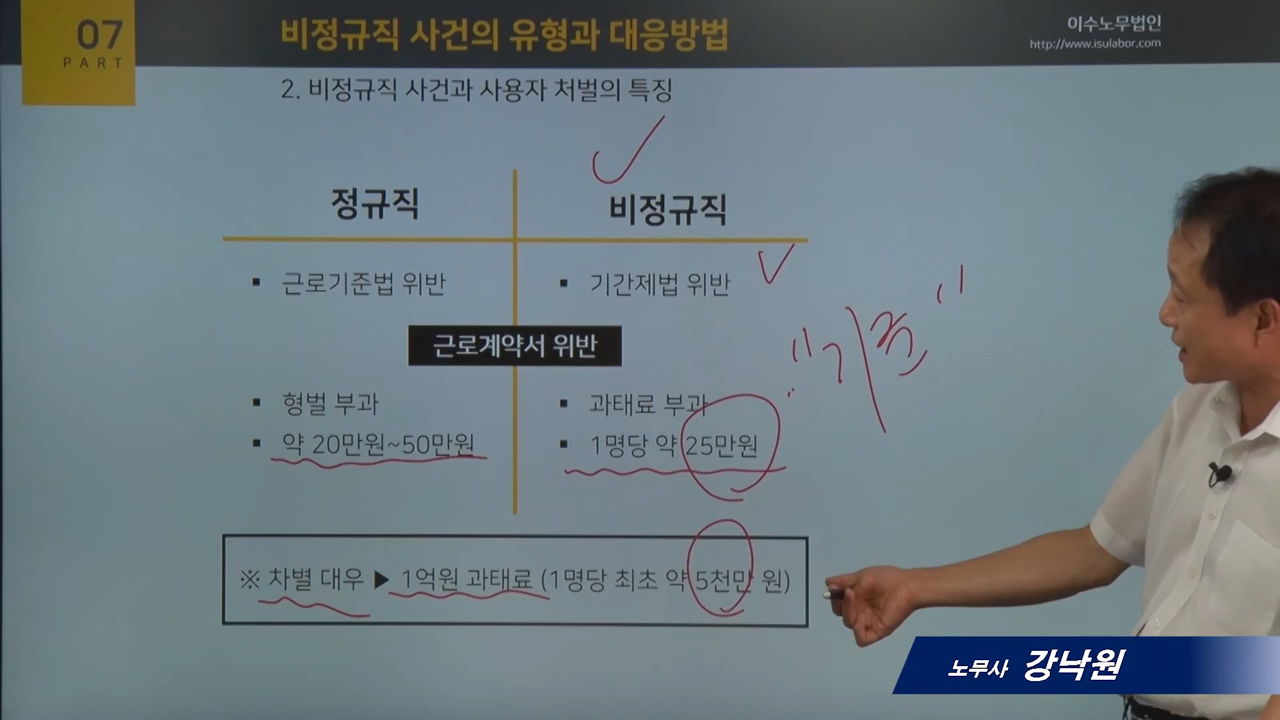 07
PART
비정규직 사건의 유형과 대응방법
이수노무법인
http://www.isulabor.com
2. 비정규직 사건과 사용자 처벌의 특징
정규직
비정규직
▪ 근로기준법 위반
▪ 기간제법 위반
근로계약서 위반
"기준"
▪ 형벌 부과
▪ 과태료 부과
▪ 약 20만원~50만원
▪ 1명당 약 25만원
※ 차별 대우 ▶ 1억원 과태료 (1명당 최초 약 5천만 원)
노무사 강낙원